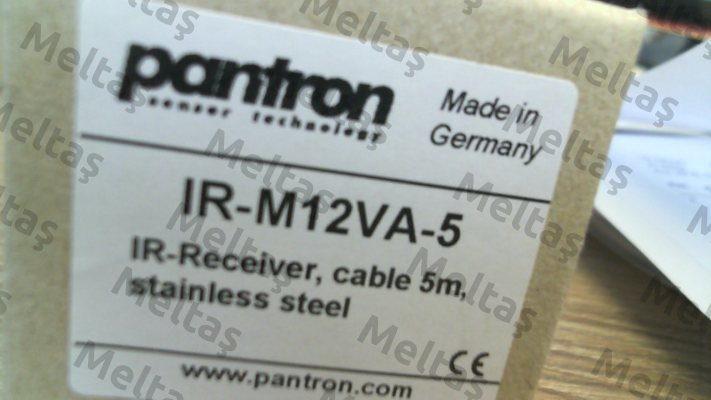 pantron
sensor technology
Made in
Germany
IR-M12VA-5
IR-Receiver, cable 5m,
stainless steel
CE
www.pantron.com
Meltaş